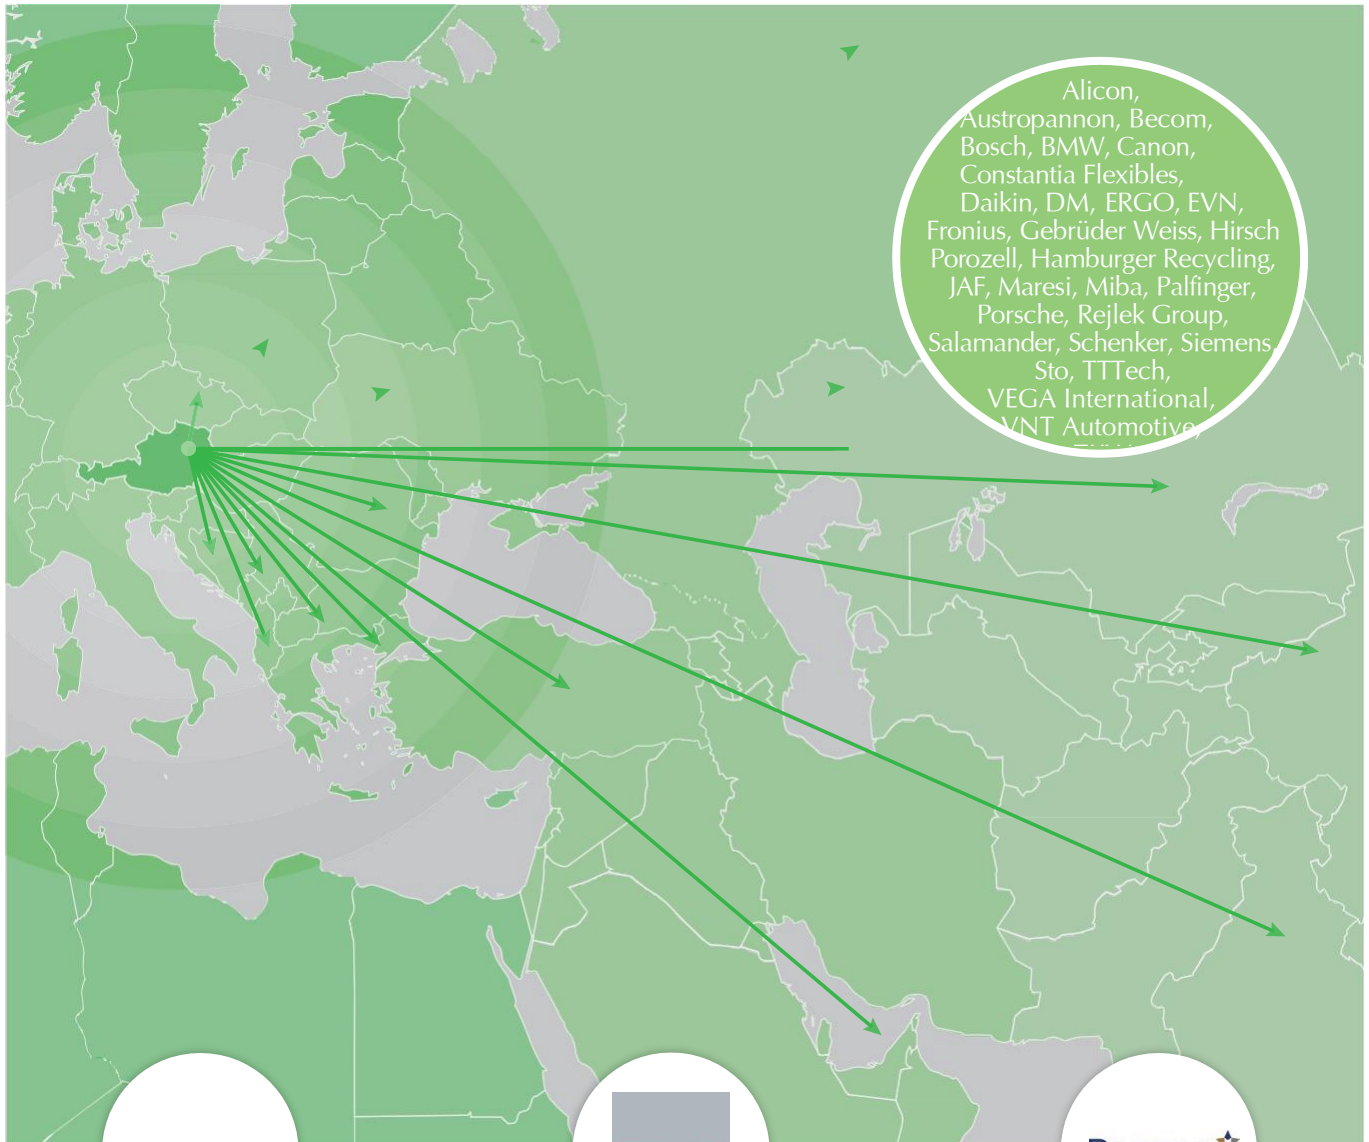 Alicon,
Austropannon, Becom,
Bosch, BMW, Canon,
Constantia Flexibles,
Daikin, DM, ERGO, EVN,
Fronius, Gebrüder Weiss, Hirsch
Porozell, Hamburger Recycling,
JAF, Maresi, Miba, Palfinger,
Porsche, Rejlek Group,
Salamander, Schenker, Siemens,
Sto, TTTech,
VEGA International,
VNT Automotive,